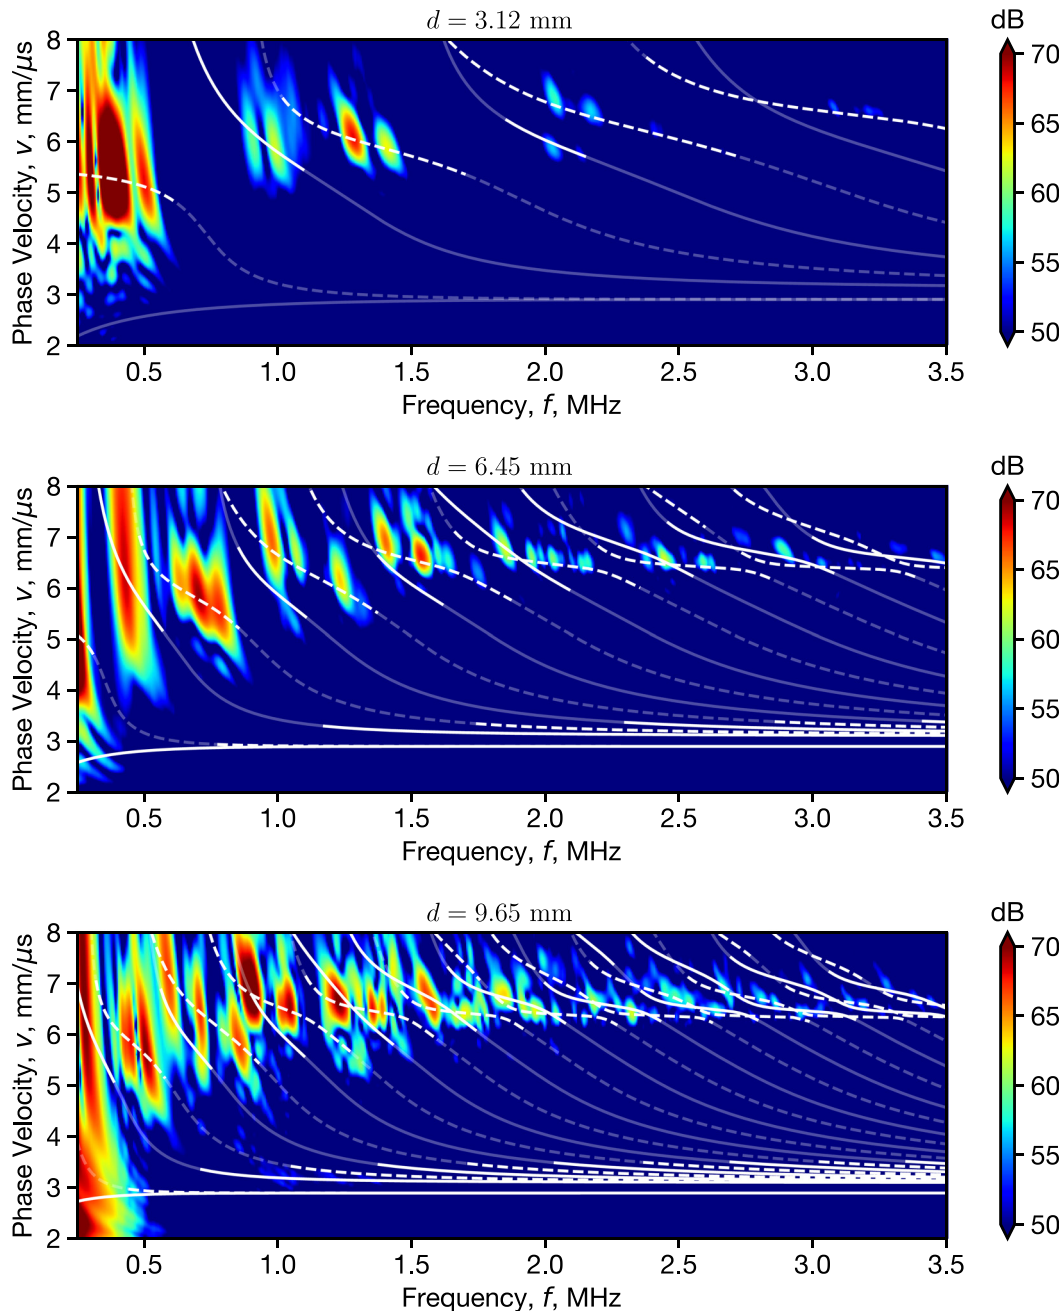 d = 3.12 mm
dB
8
7
6
5
4
3
2
Phase Velocity, v, mm/μs
0.5 1.0 1.5 2.0 2.5 3.0 3.5
Frequency, f, MHz
70
65
60
55
50
d = 6.45 mm
dB
8
7
6
5
4
3
2
Phase Velocity, v, mm/μs
0.5 1.0 1.5 2.0 2.5 3.0 3.5
Frequency, f, MHz
70
65
60
55
50
d = 9.65 mm
dB
8
7
6
5
4
3
2
Phase Velocity, v, mm/μs
0.5 1.0 1.5 2.0 2.5 3.0 3.5
Frequency, f, MHz
70
65
60
55
50